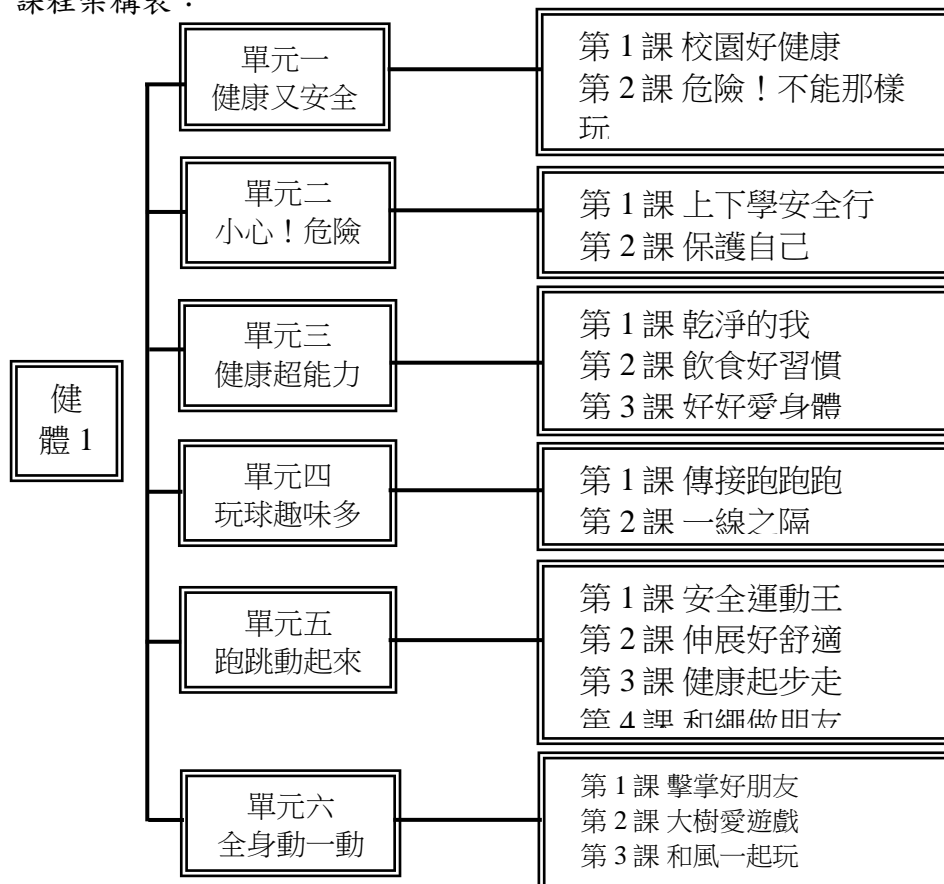 課程架構表：
單元一
健康又安全
第1課 校園好健康
第2課 危險！不能那樣
玩
單元二
小心！危險
第1課 上下學安全行
第2課 保護自己
單元三
健康超能力
第1課 乾淨的我
第2課 飲食好習慣
第3課 好好愛身體
健
體1
單元四
玩球趣味多
第1課 傳接跑跑跑
第2課 一線之隔
單元五
跑跳動起來
第1課 安全運動王
第2課 伸展好舒適
第3課 健康起步走
第4課 和繩做朋友
單元六
全身動一動
第1課 擊掌好朋友
第2課 大樹愛遊戲
第3課 和風一起玩